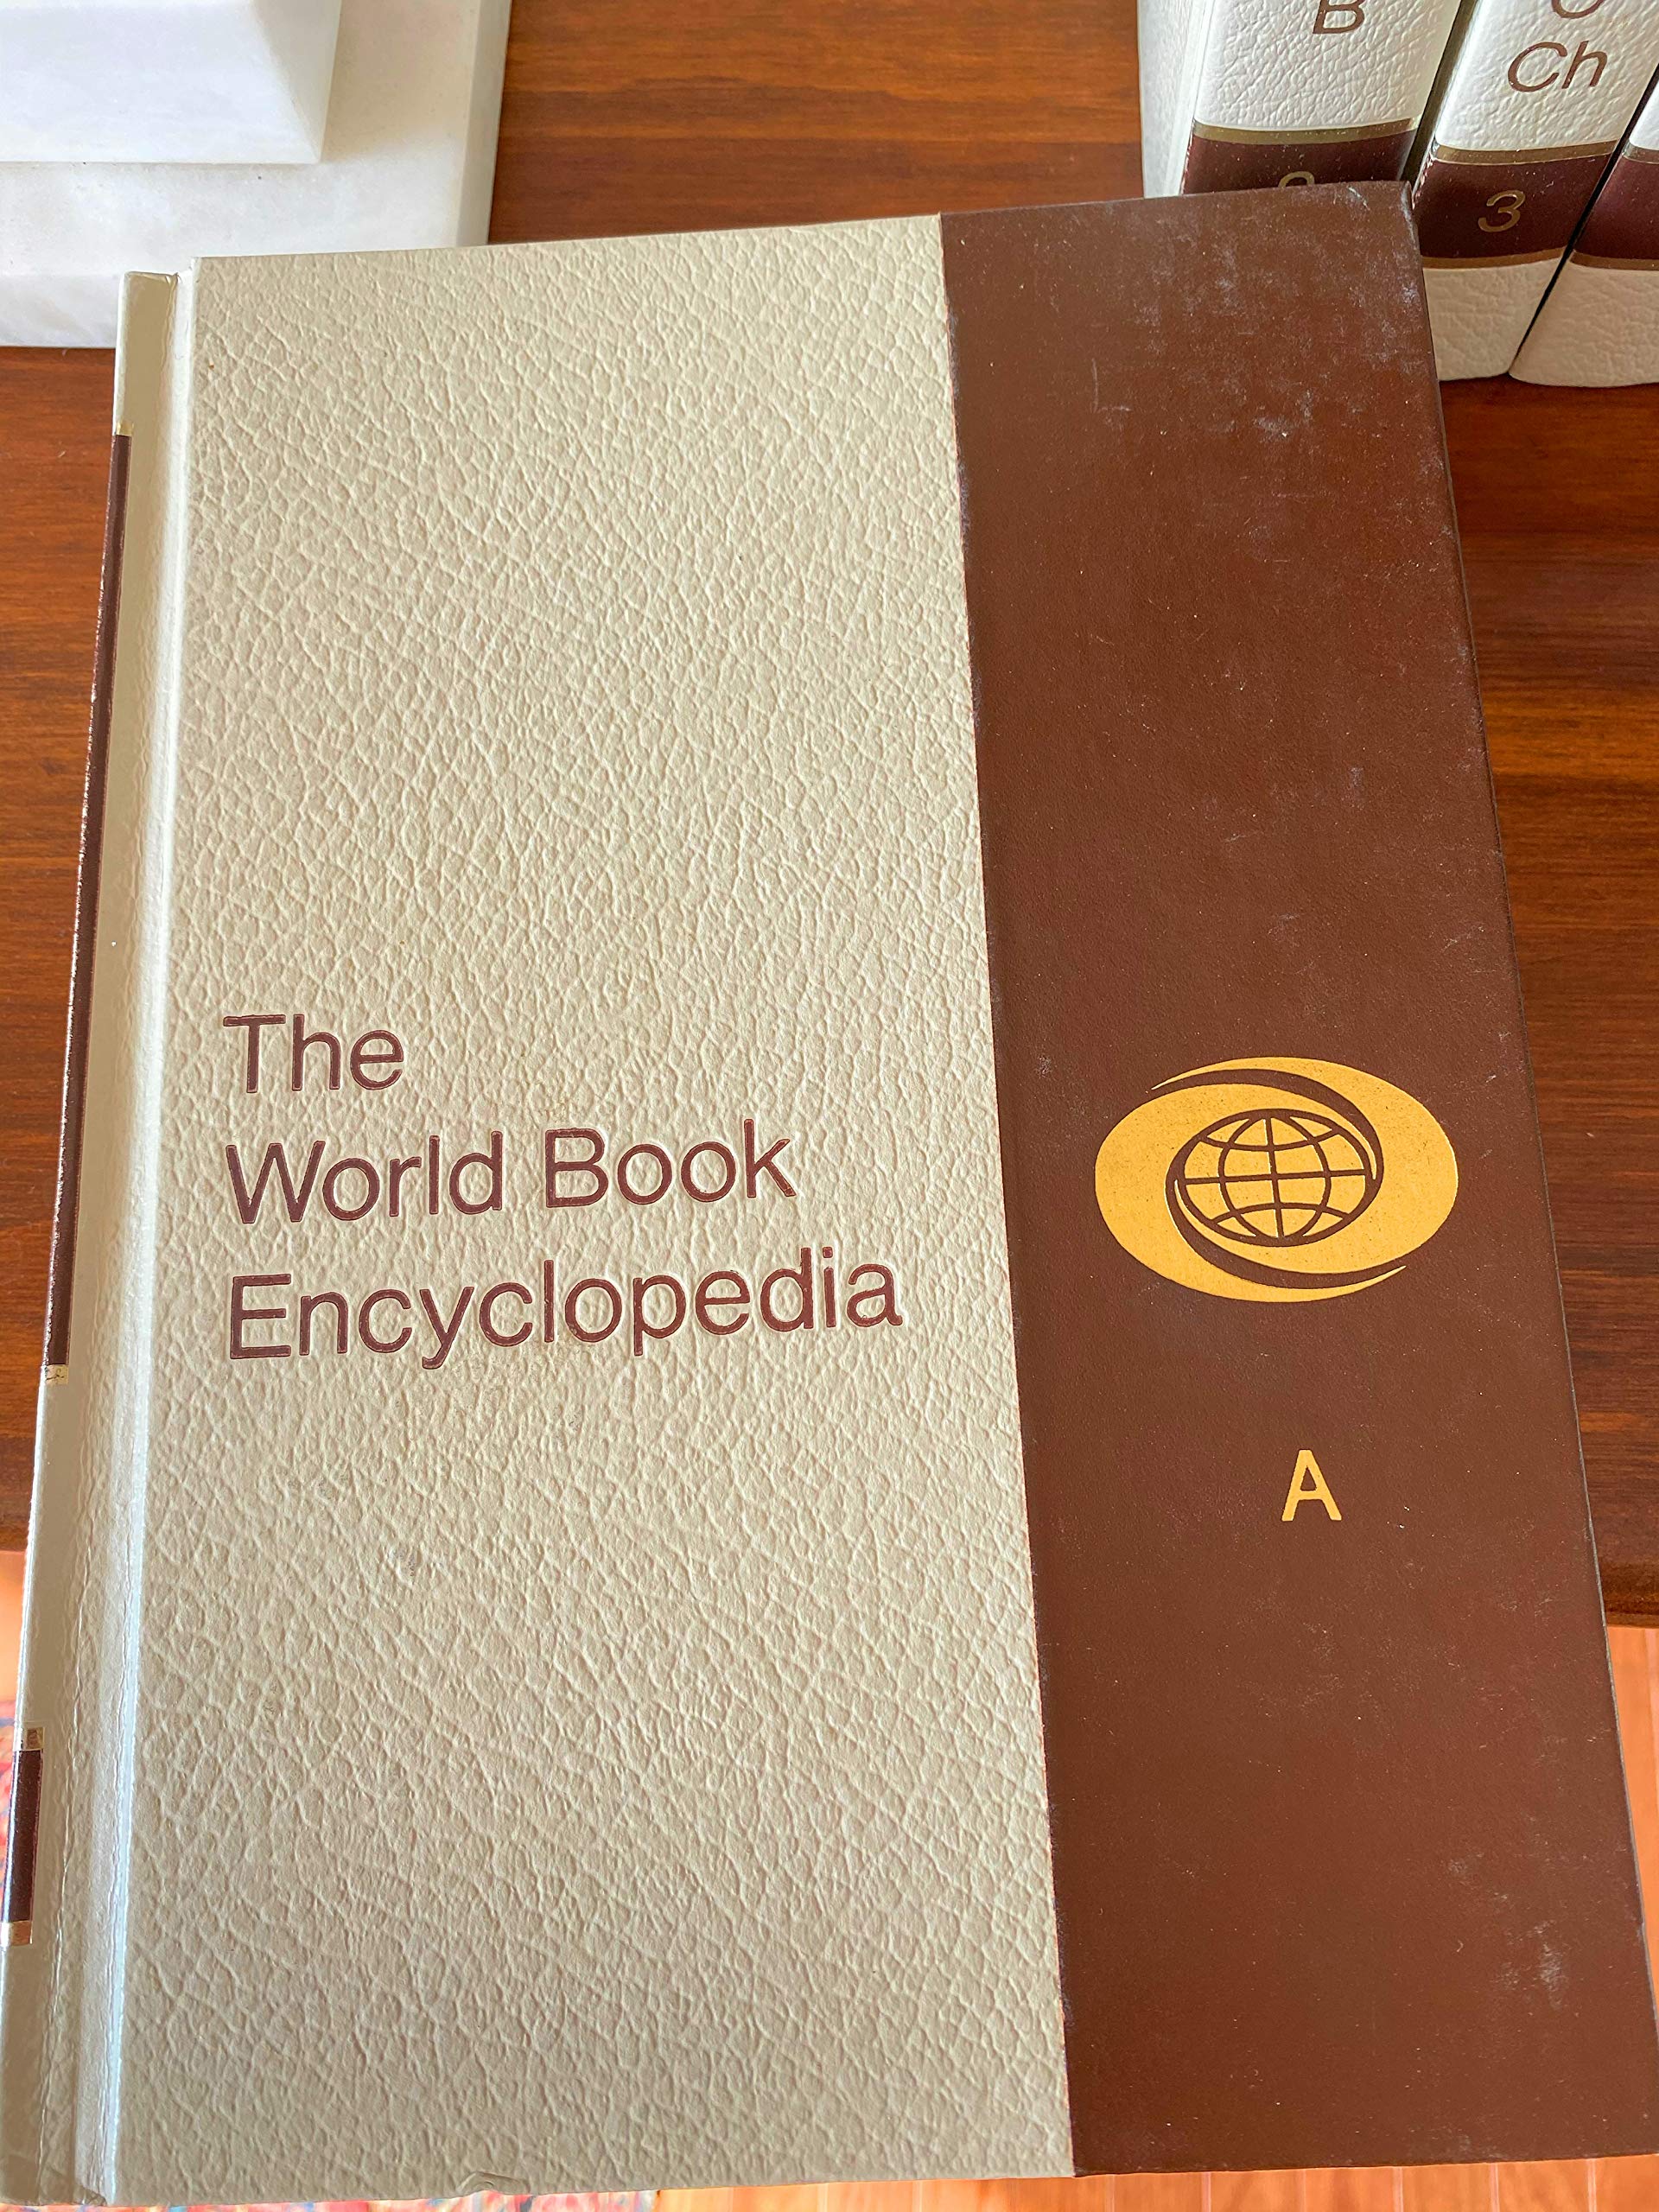 B
Ch
3
The
World Book
Encyclopedia
A